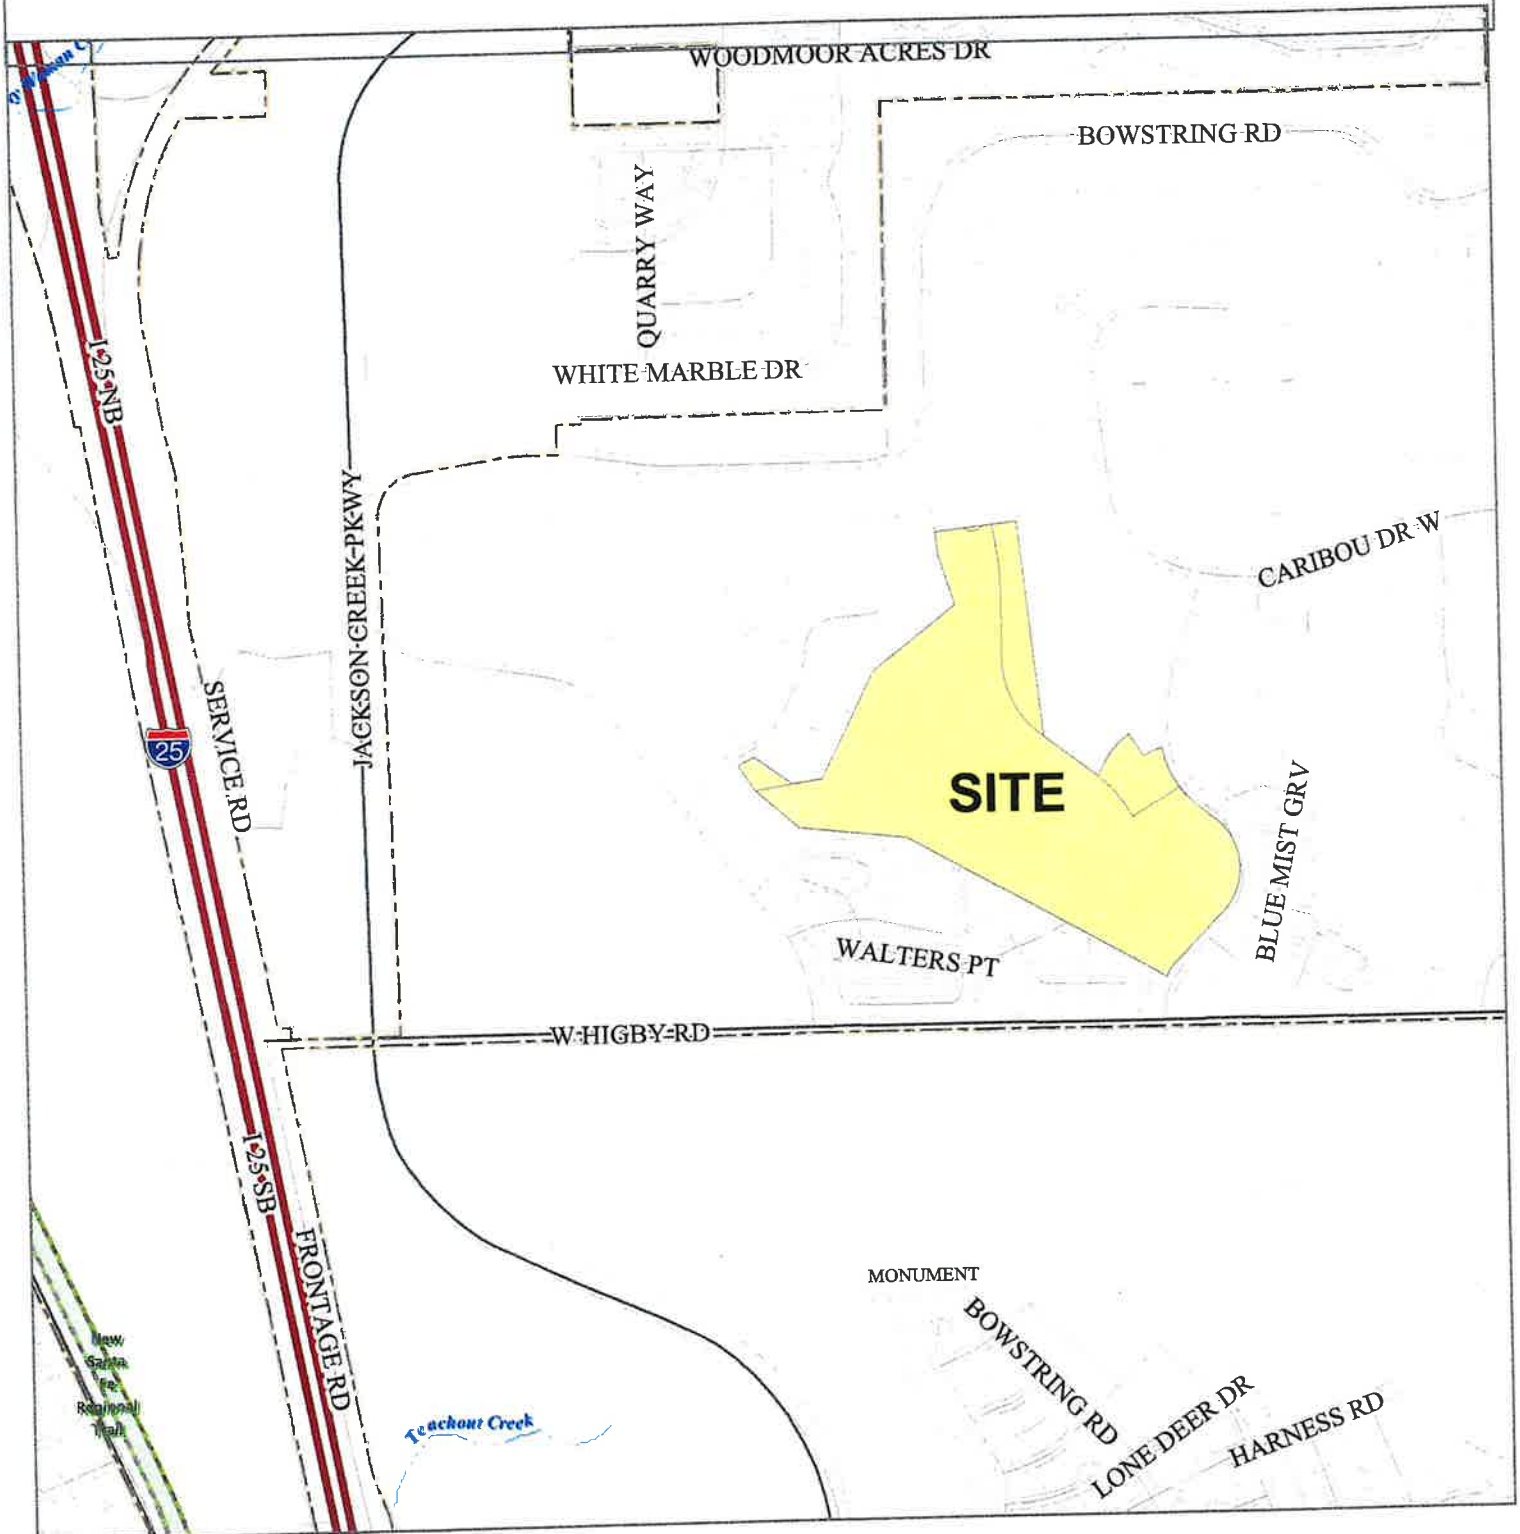 WOODMOOR ACRES DR
BOWSTRING RD
QUARRY WAY
WHITE MARBLE DR
I 25 NB
JACKSON CREEK PKWY
CARIBOU DR W
SERVICE RD
25
SITE
BLUE MIST GRV
WALTERS PT
W HIGBY RD
I 25 SB
FRONTAGE RD
MONUMENT
BOWSTRING RD
New
Santa
Fe
Regional
Trail
Teachout Creek
LONE DEER DR
HARNESS RD